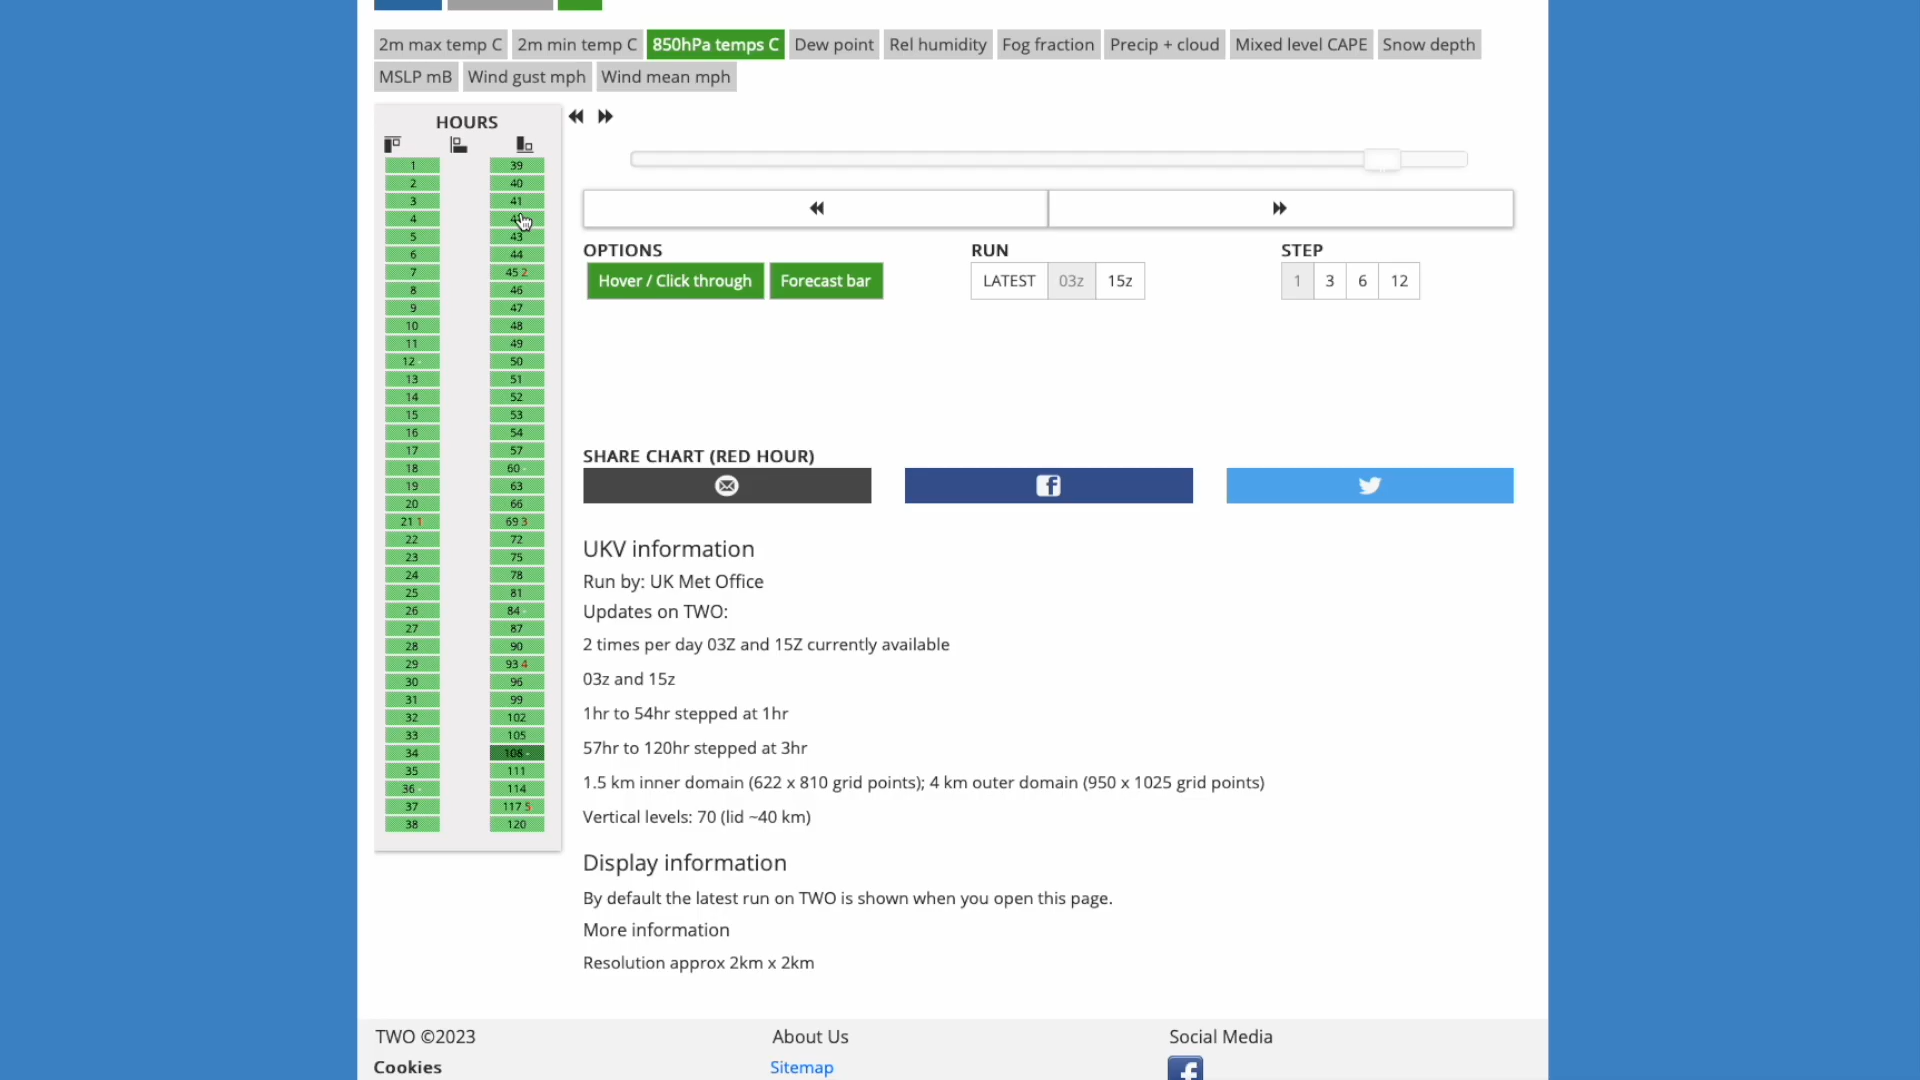 2m max temp C 2m min temp C 850hPa temps C Dew point Rel humidity Fog fraction Precip + cloud Mixed level CAPE Snow depth
MSLP mB Wind gust mph Wind mean mph
HOURS
1 39
2 40
3 41
4
5 43
6 44
7 45 2
8 46
9 47
10 48
11 49
12 50
13 51
14 52
15 53
16 54
17 57
18 60
19 63
20 66
21 1 69 3
22 72
23 75
24 78
25 81
26 84
27 87
28 90
29 93 4
30 96
31 99
32 102
33 105
34 108
35 111
36 114
37 117 5
38 120
OPTIONS RUN STEP
Hover / Click through Forecast bar LATEST 03z 15z 1 3 6 12
SHARE CHART (RED HOUR)
UKV information
Run by: UK Met Office
Updates on TWO:
2 times per day 03Z and 15Z currently available
03z and 15z
1hr to 54hr stepped at 1hr
57hr to 120hr stepped at 3hr
1.5 km inner domain (622 x 810 grid points); 4 km outer domain (950 x 1025 grid points)
Vertical levels: 70 (lid ~40 km)
Display information
By default the latest run on TWO is shown when you open this page.
More information
Resolution approx 2km x 2km
TWO ©2023 About Us Social Media
Cookies Sitemap